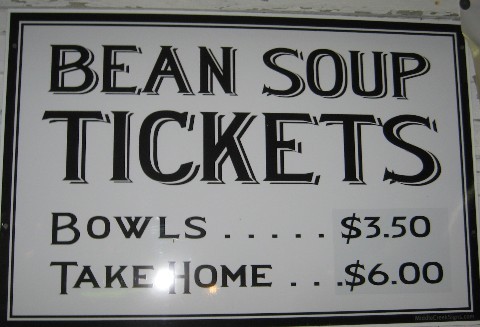 BEAN SOUP
TICKETS
BOWLS . . . . . $3.50
TAKE HOME . . . $6.00